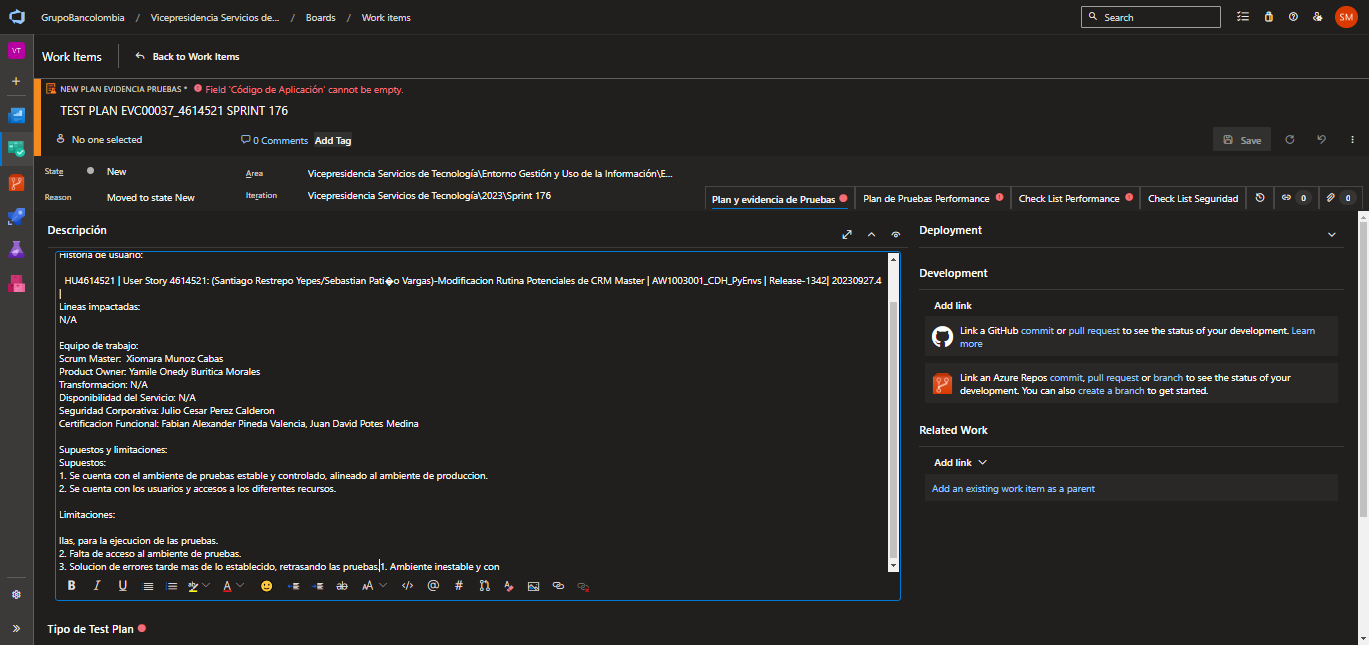 GrupoBancolombia / Vicepresidencia Servicios de... / Boards / Work items
Search
SM
VT
Work Items
Back to Work Items
NEW PLAN EVIDENCIA PRUEBAS * Field 'Código de Aplicación' cannot be empty.
TEST PLAN EVC00037_4614521 SPRINT 176
No one selected
0 Comments
Add Tag
Save
State
New
Area
Vicepresidencia Servicios de Tecnología\Entorno Gestión y Uso de la Información\E...
Reason
Moved to state New
Iteration
Vicepresidencia Servicios de Tecnología\2023\Sprint 176
Plan y evidencia de Pruebas
Plan de Pruebas Performance
Check List Performance
Check List Seguridad
0
0
Descripción
Historia de usuario:
HU4614521 | User Story 4614521: (Santiago Restrepo Yepes/Sebastian Pati�o Vargas)-Modificacion Rutina Potenciales de CRM Master | AW1003001_CDH_PyEnvs | Release-1342| 20230927.4
|
Lineas impactadas:
N/A
Equipo de trabajo:
Scrum Master: Xiomara Munoz Cabas
Product Owner: Yamile Onedy Buritica Morales
Transformacion: N/A
Disponibilidad del Servicio: N/A
Seguridad Corporativa: Julio Cesar Perez Calderon
Certificacion Funcional: Fabian Alexander Pineda Valencia, Juan David Potes Medina
Supuestos y limitaciones:
Supuestos:
1. Se cuenta con el ambiente de pruebas estable y controlado, alineado al ambiente de produccion.
2. Se cuenta con los usuarios y accesos a los diferentes recursos.
Limitaciones:
llas, para la ejecucion de las pruebas.
2. Falta de acceso al ambiente de pruebas.
3. Solucion de errores tarde mas de lo establecido, retrasando las pruebas.1. Ambiente inestable y con
Tipo de Test Plan
Deployment
Development
Add link
Link a GitHub commit or pull request to see the status of your development. Learn
more
Link an Azure Repos commit, pull request or branch to see the status of your
development. You can also create a branch to get started.
Related Work
Add link
Add an existing work item as a parent